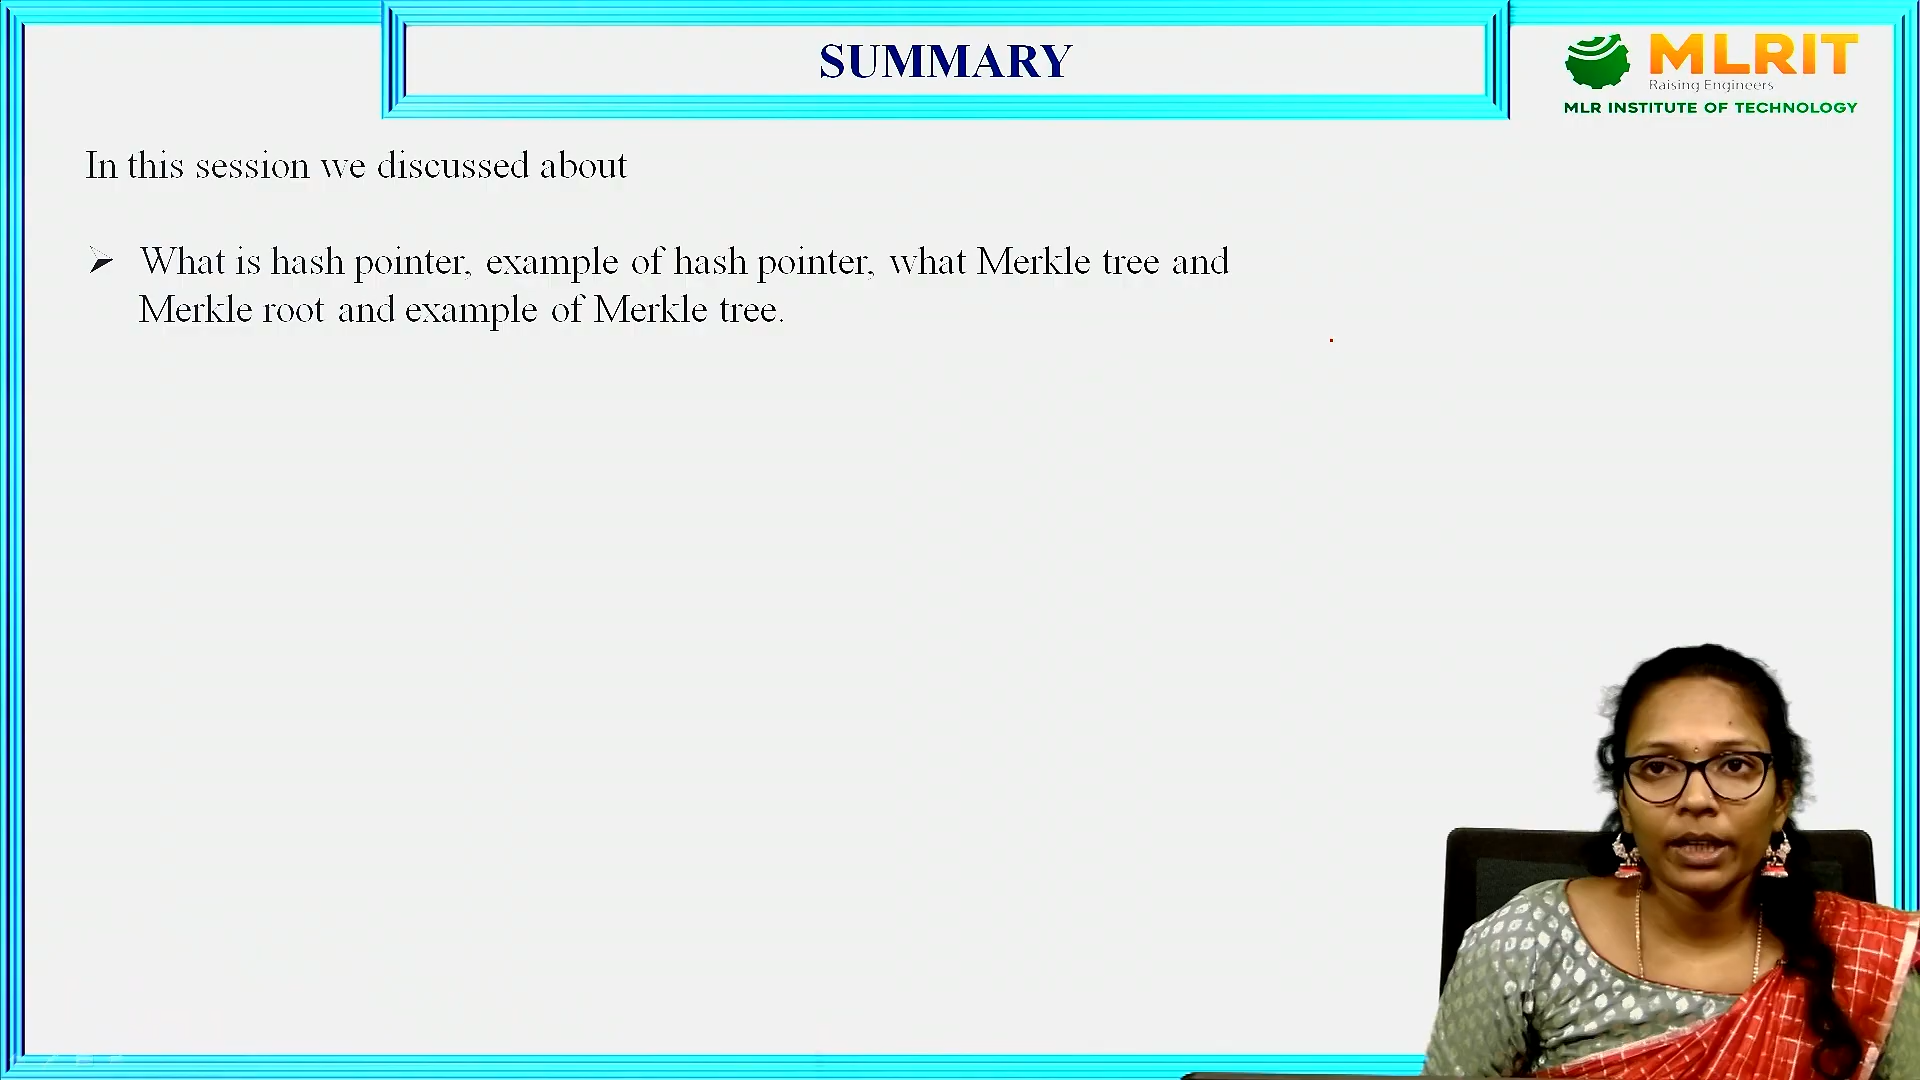 SUMMARY
MLRIT
Raising Engineers
MLR INSTITUTE OF TECHNOLOGY
In this session we discussed about
➢ What is hash pointer, example of hash pointer, what Merkle tree and
Merkle root and example of Merkle tree.